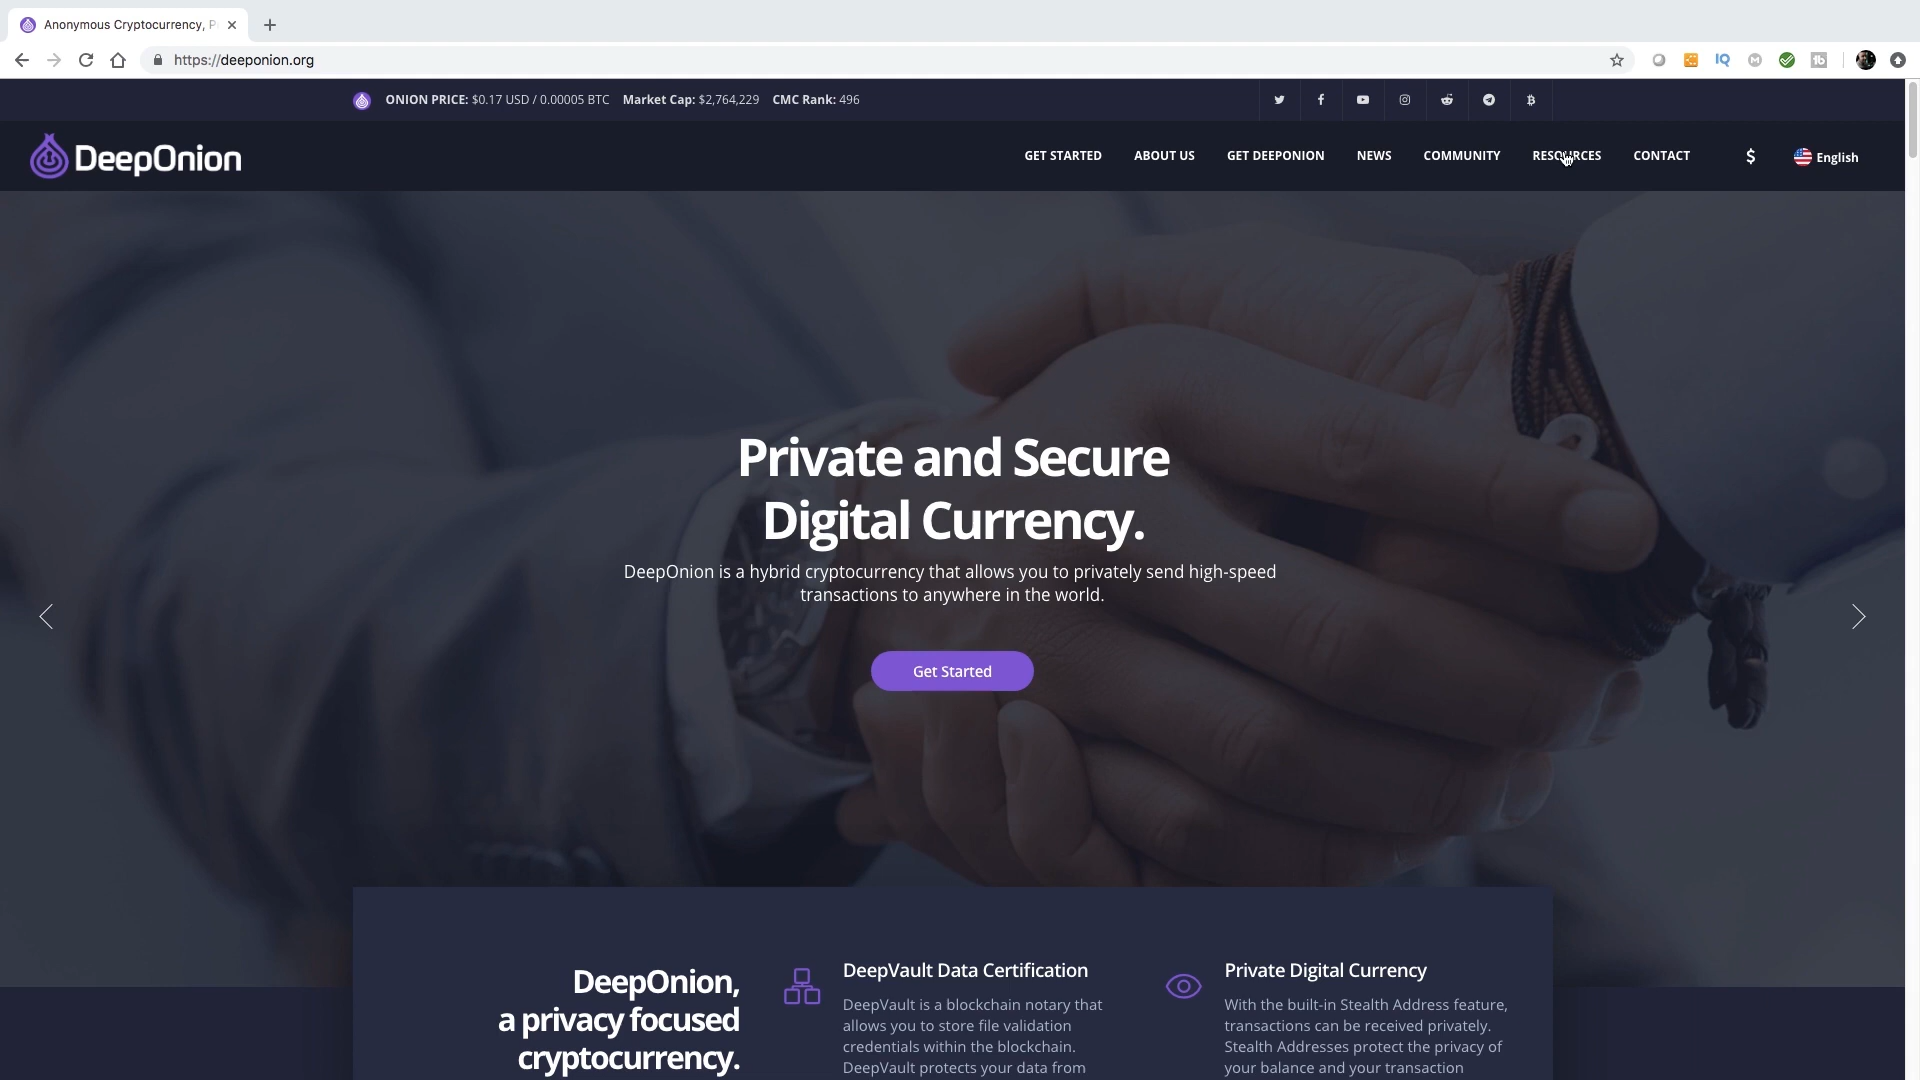 Anonymous Cryptocurrency, P
https://deeponion.org
ONION PRICE: $0.17 USD / 0.00005 BTC Market Cap: $2,764,229 CMC Rank: 496
DeepOnion
GET STARTED ABOUT US GET DEEPONION NEWS COMMUNITY RESOURCES CONTACT $ English
Private and Secure
Digital Currency.
DeepOnion is a hybrid cryptocurrency that allows you to privately send high-speed
transactions to anywhere in the world.
Get Started
DeepOnion,
a privacy focused
cryptocurrency.
DeepVault Data Certification
DeepVault is a blockchain notary that
allows you to store file validation
credentials within the blockchain.
DeepVault protects your data from
Private Digital Currency
With the built-in Stealth Address feature,
transactions can be received privately.
Stealth Addresses protect the privacy of
your balance and your transaction